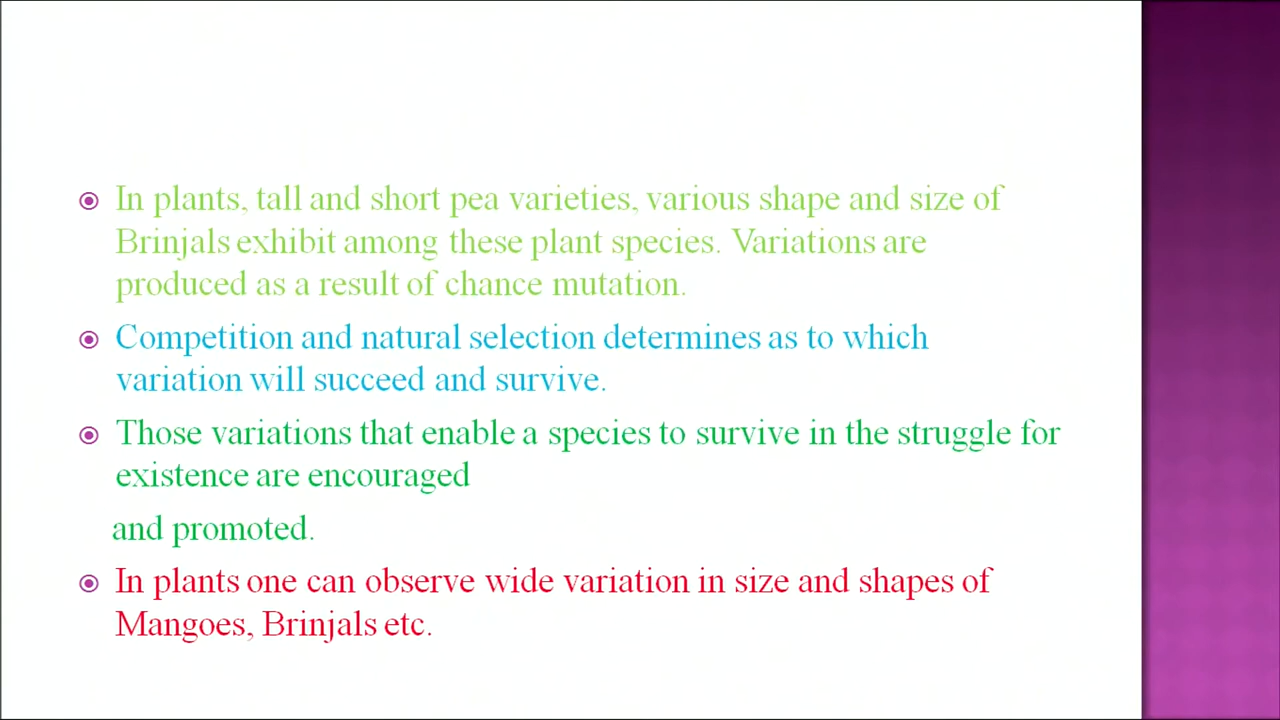 In plants, tall and short pea varieties, various shape and size of
Brinjals exhibit among these plant species. Variations are
produced as a result of chance mutation.
Competition and natural selection determines as to which
variation will succeed and survive.
Those variations that enable a species to survive in the struggle for
existence are encouraged
and promoted.
In plants one can observe wide variation in size and shapes of
Mangoes, Brinjals etc.